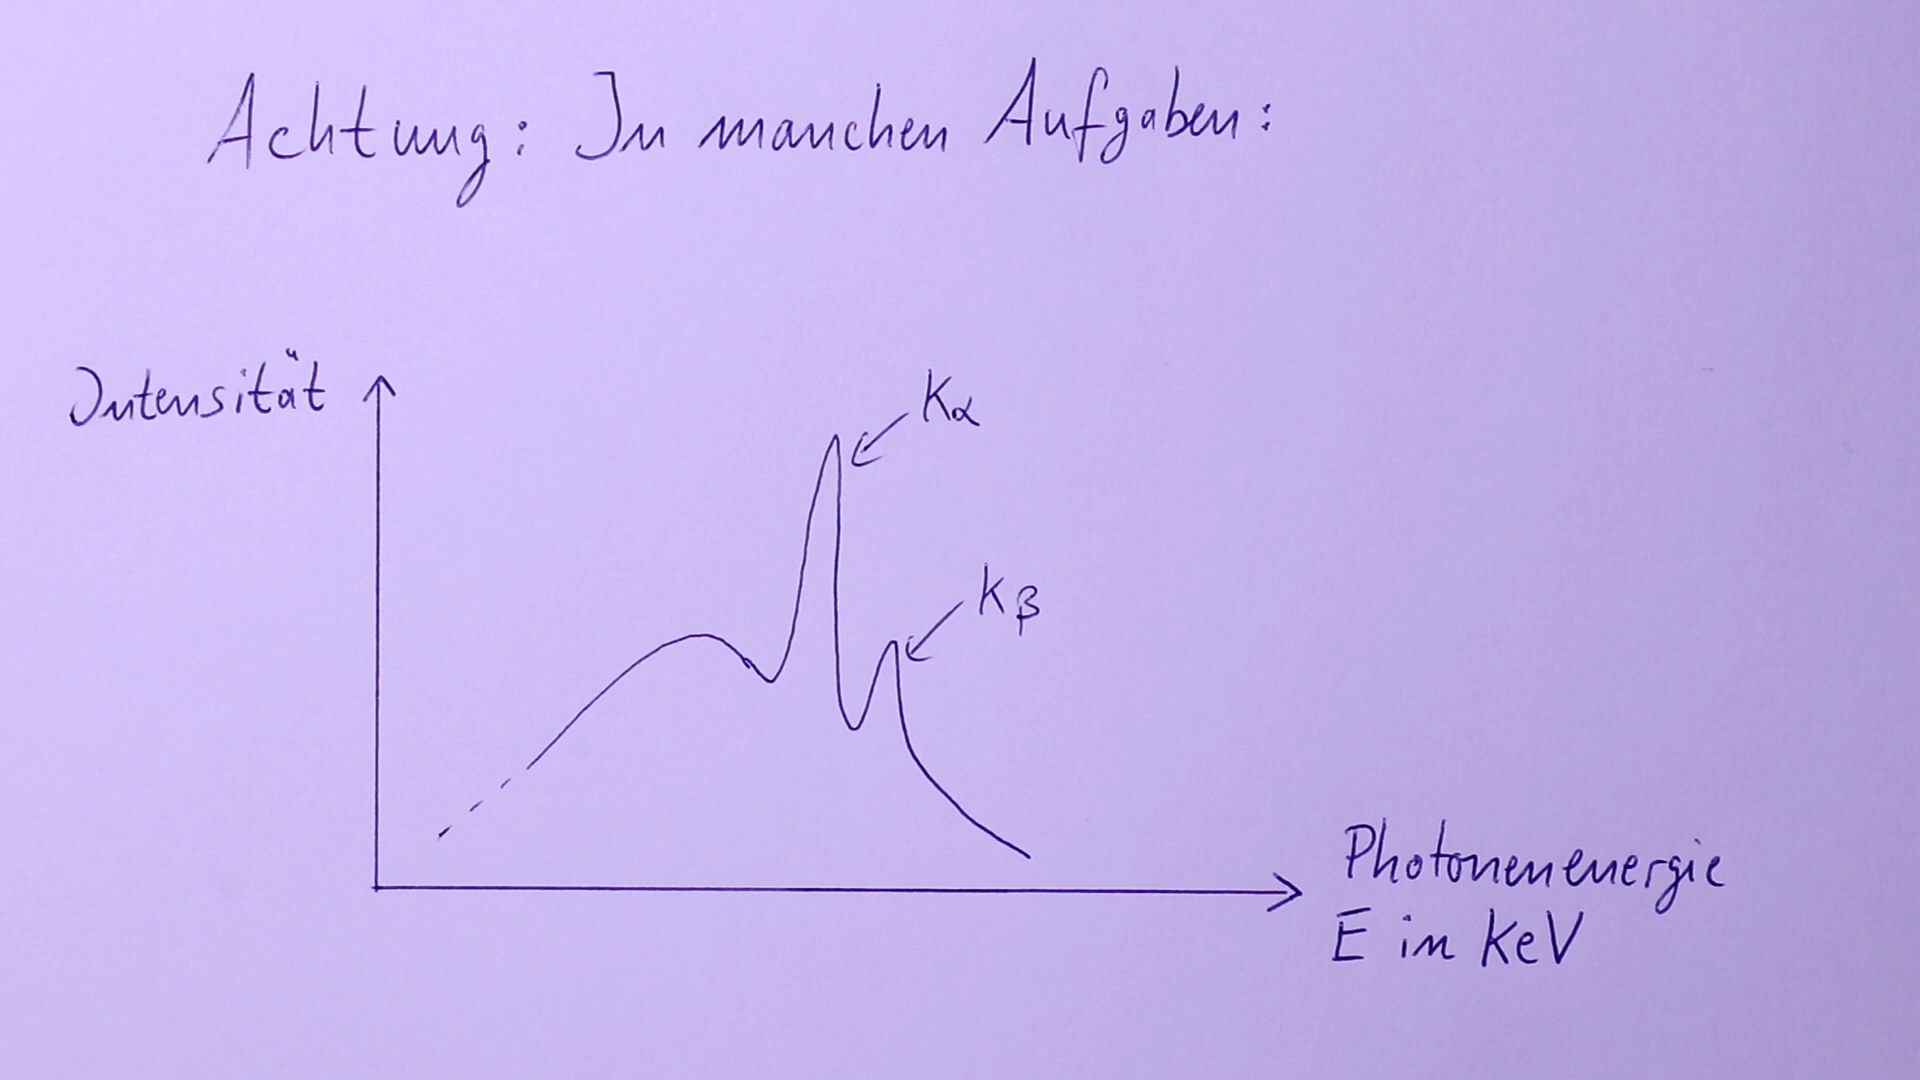 Achtung: In manchen Aufgaben:
Intensität
Kα
Kβ
Photonenenergie
E in keV